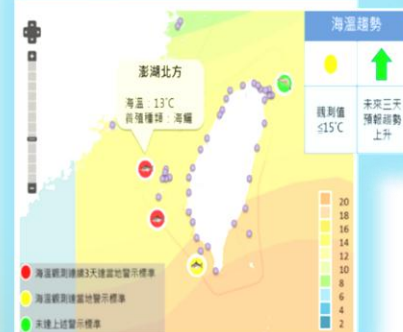 海溫趨勢
澎湖北方
海溫：13°C
養殖種類：海鱺
觀測值
≤15°C
未來三天
預報趨勢
上升
20
18
16
14
12
10
8
6
4
2
海溫觀測連續3天達當地警示標準
海溫觀測達當地警示標準
未達上述警示標準